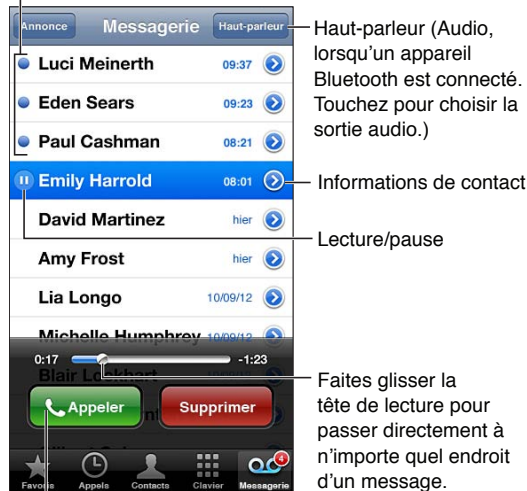 Annonce Messagerie Haut-parleur
Luci Meinerth 09:37
Eden Sears 09:23
Paul Cashman 08:21
Emily Harrold 08:01
David Martinez hier
Amy Frost hier
Lia Longo 10/09/12
Michelle Humphrey 10/09/12
0:17 -1:23
Blair Lockhart
Appeler Supprimer
Favoris Appels Contacts Clavier Messagerie 4
Haut-parleur (Audio,
lorsqu'un appareil
Bluetooth est connecté.
Touchez pour choisir la
sortie audio.)
Informations de contact
Lecture/pause
Faites glisser la
tête de lecture pour
passer directement à
n'importe quel endroit
d'un message.